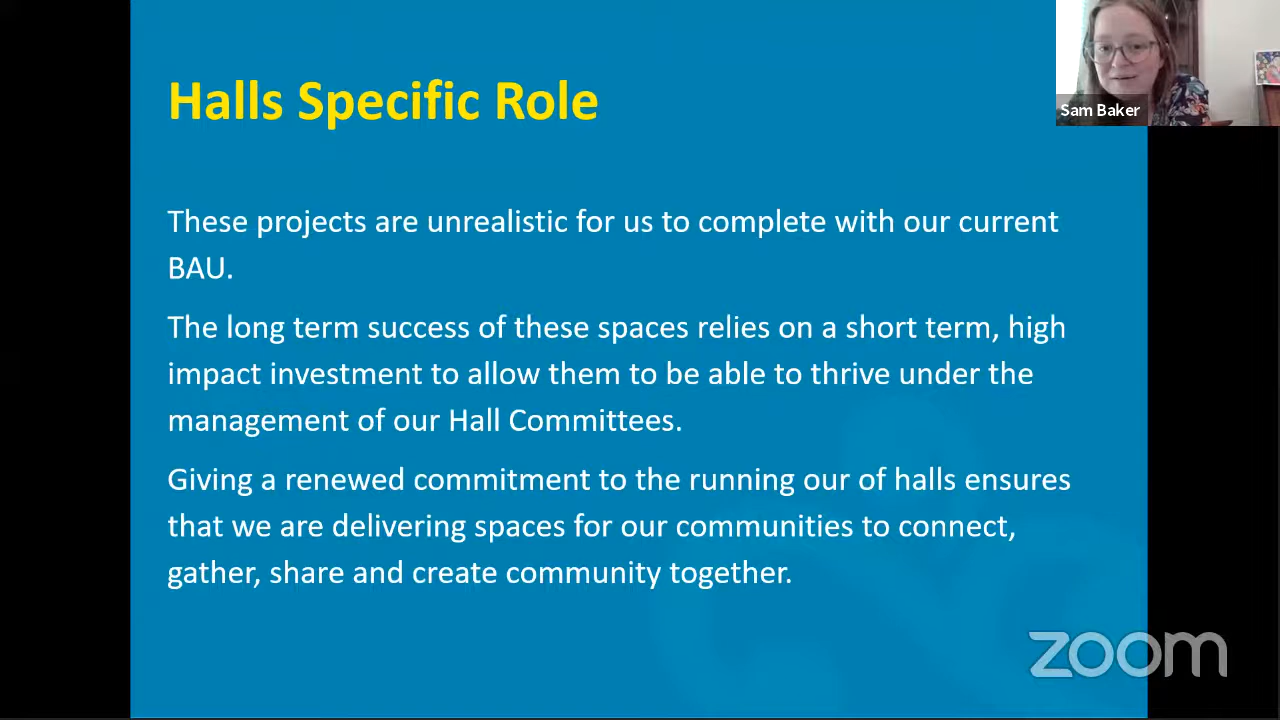 Halls Specific Role
Sam Baker
These projects are unrealistic for us to complete with our current
BAU.
The long term success of these spaces relies on a short term, high
impact investment to allow them to be able to thrive under the
management of our Hall Committees.
Giving a renewed commitment to the running our of halls ensures
that we are delivering spaces for our communities to connect,
gather, share and create community together.
zoom